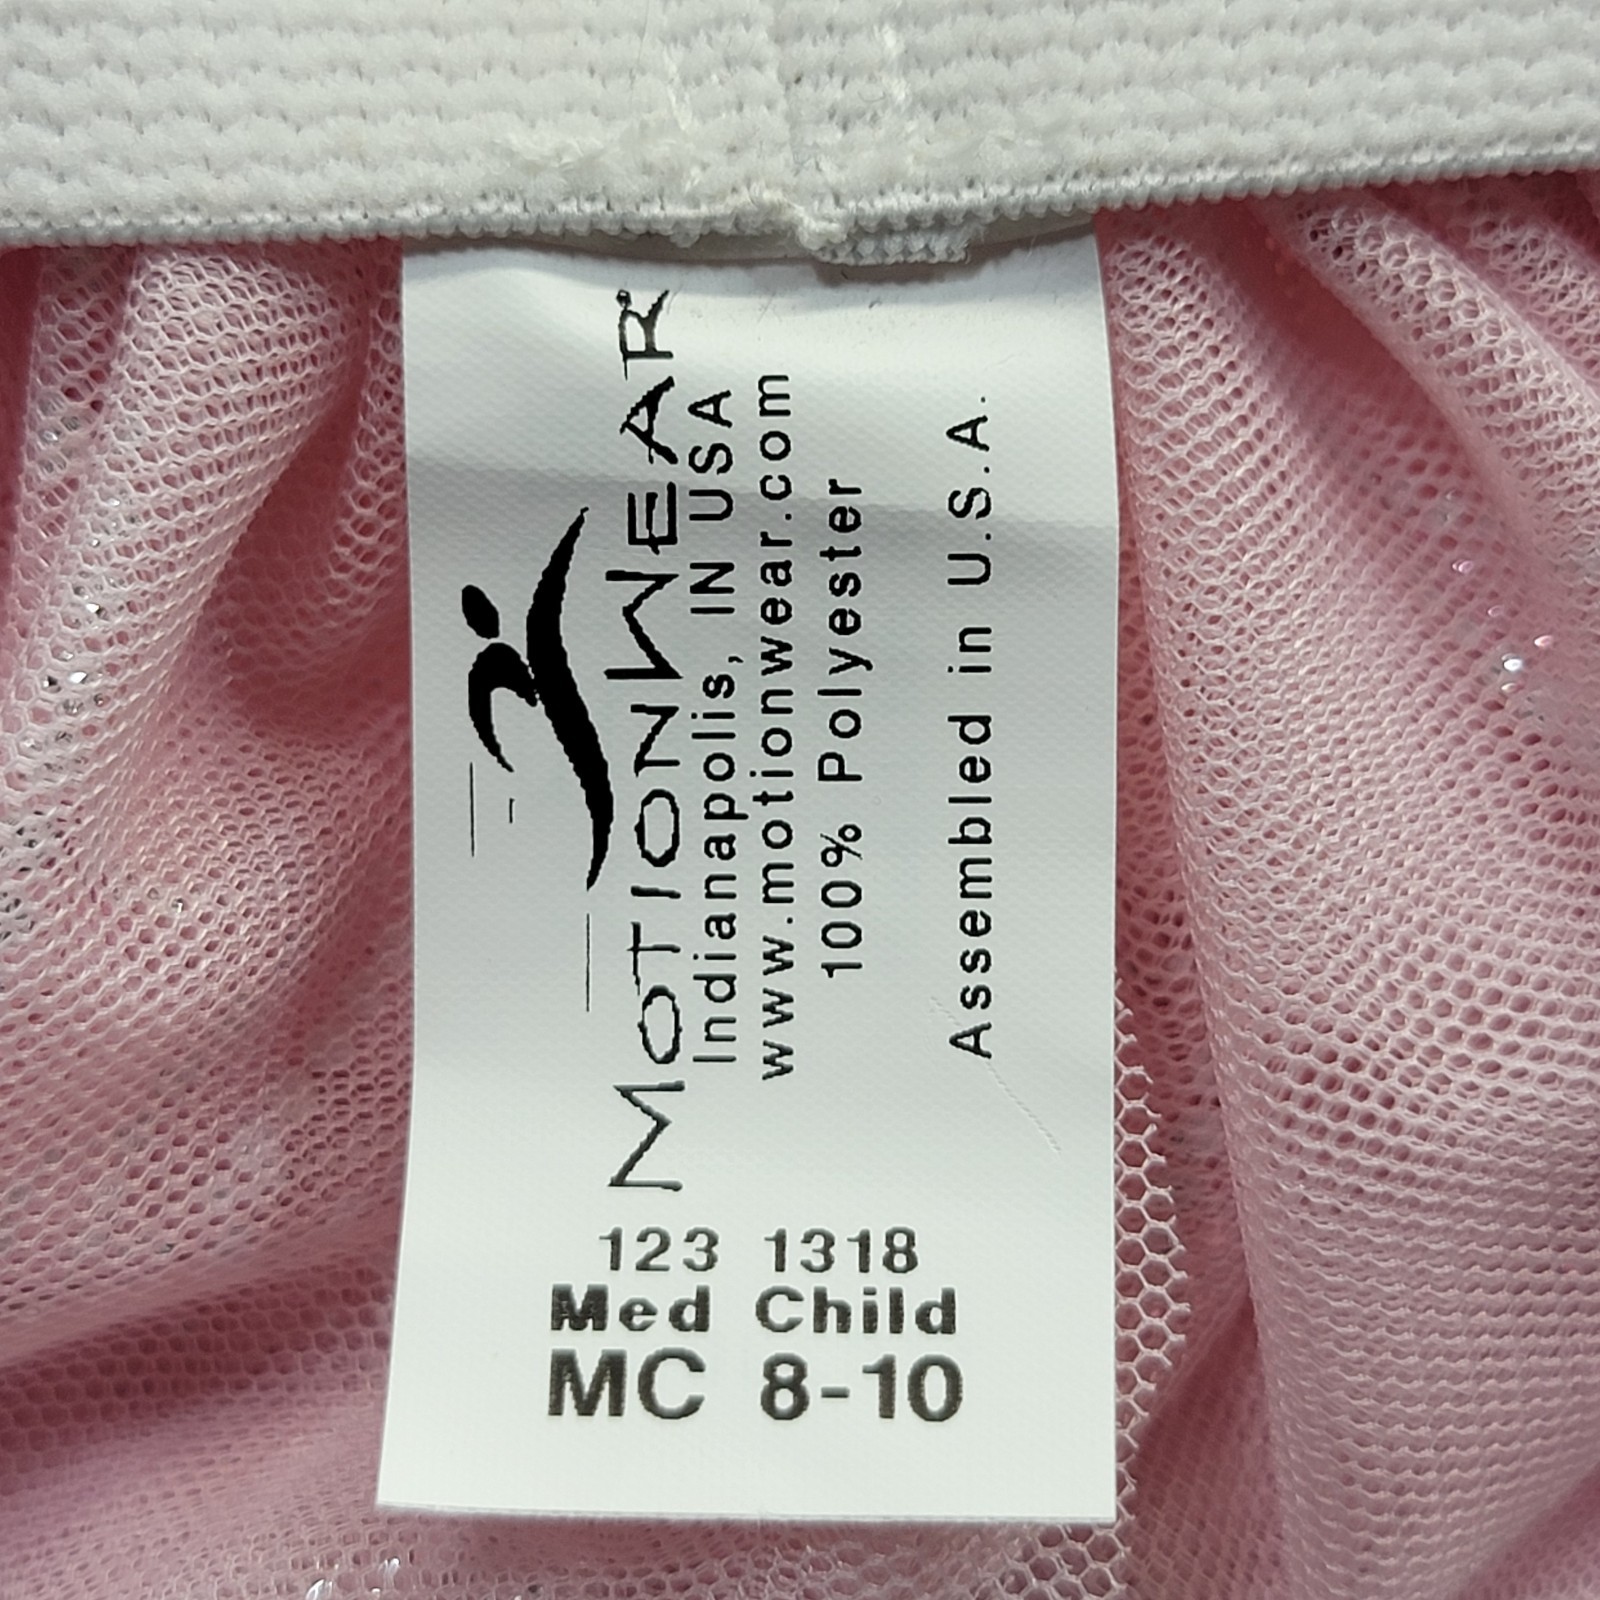 MOTIONWEAR
Indianapolis, IN USA
www.motionwear.com
100% Polyester
Assembled in U.S.A.
123 1318
Med Child
MC 8-10